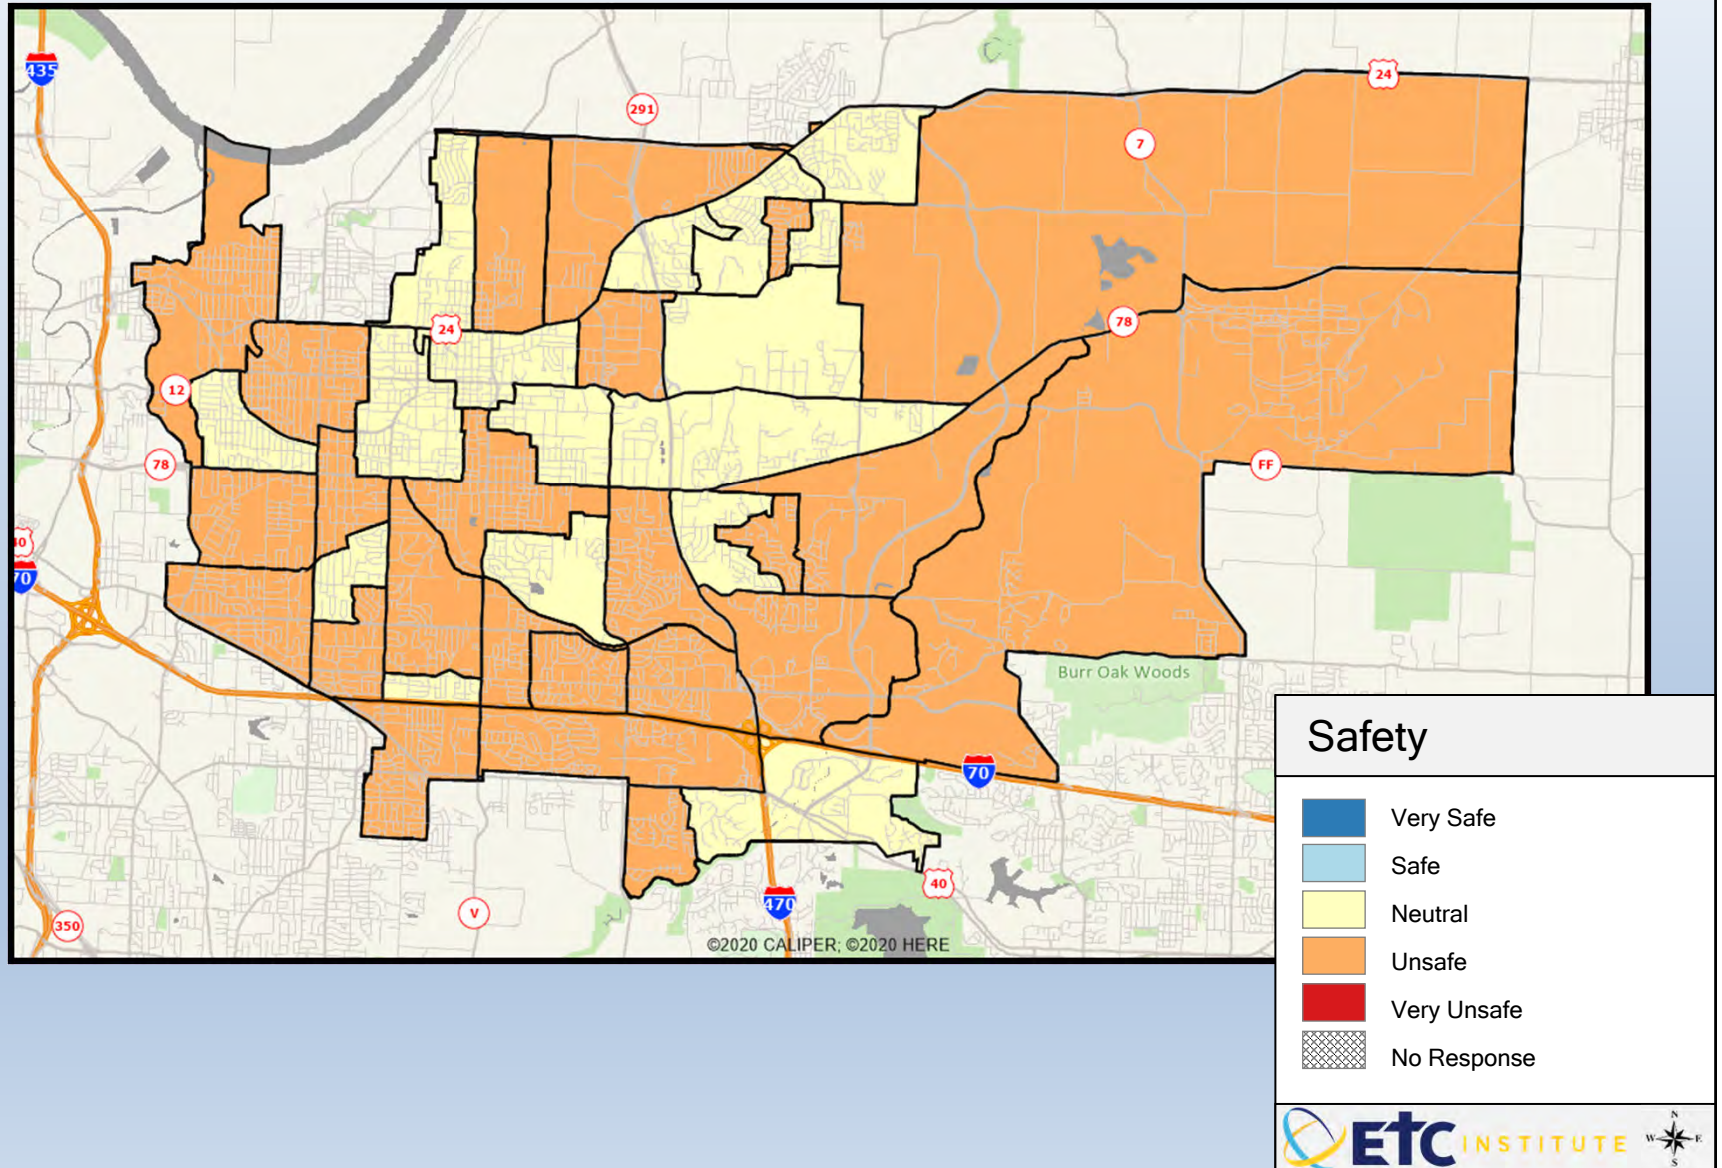 435
24
291
7
24
78
12
78
FF
40
70
Burr Oak Woods
70
40
470
V
350
©2020 CALIPER; ©2020 HERE
Safety
Very Safe
Safe
Neutral
Unsafe
Very Unsafe
No Response
ETC INSTITUTE
N
W E
S